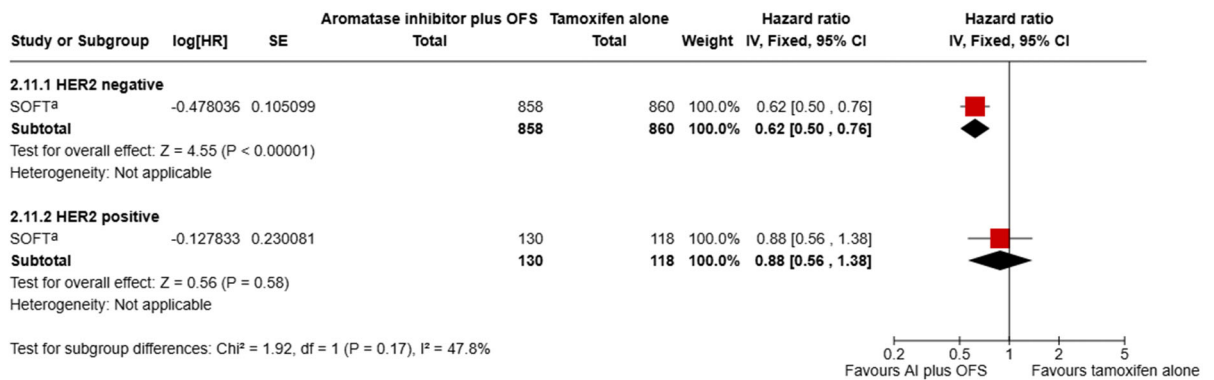 Aromatase inhibitor plus OFS Tamoxifen alone Hazard ratio Hazard ratio
Study or Subgroup log[HR] SE Total Total Weight IV, Fixed, 95% CI IV, Fixed, 95% CI
2.11.1 HER2 negative
SOFTᵃ -0.478036 0.105099 858 860 100.0% 0.62 [0.50 , 0.76]
Subtotal 858 860 100.0% 0.62 [0.50 , 0.76]
Test for overall effect: Z = 4.55 (P < 0.00001)
Heterogeneity: Not applicable
2.11.2 HER2 positive
SOFTᵃ -0.127833 0.230081 130 118 100.0% 0.88 [0.56 , 1.38]
Subtotal 130 118 100.0% 0.88 [0.56 , 1.38]
Test for overall effect: Z = 0.56 (P = 0.58)
Heterogeneity: Not applicable
Test for subgroup differences: Chi² = 1.92, df = 1 (P = 0.17), I² = 47.8%
0.2 0.5 1 2 5
Favours AI plus OFS Favours tamoxifen alone